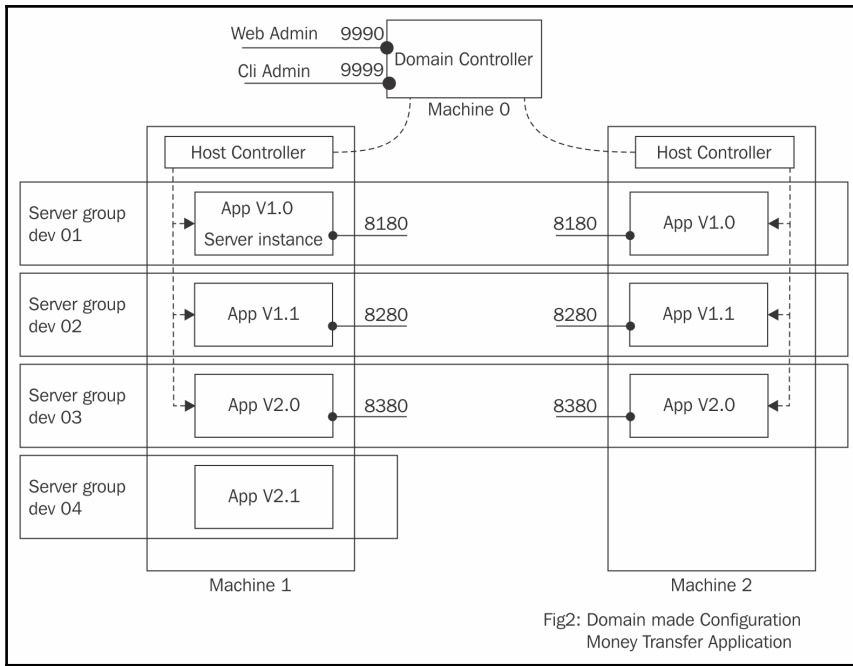 Web Admin 9990
Cli Admin 9999
Domain Controller
Machine 0
Host Controller
Host Controller
Server group
dev 01
App V1.0
Server instance
8180
8180
App V1.0
Server group
dev 02
App V1.1
8280
8280
App V1.1
Server group
dev 03
App V2.0
8380
8380
App V2.0
Server group
dev 04
App V2.1
Machine 1
Machine 2
Fig2: Domain made Configuration
Money Transfer Application